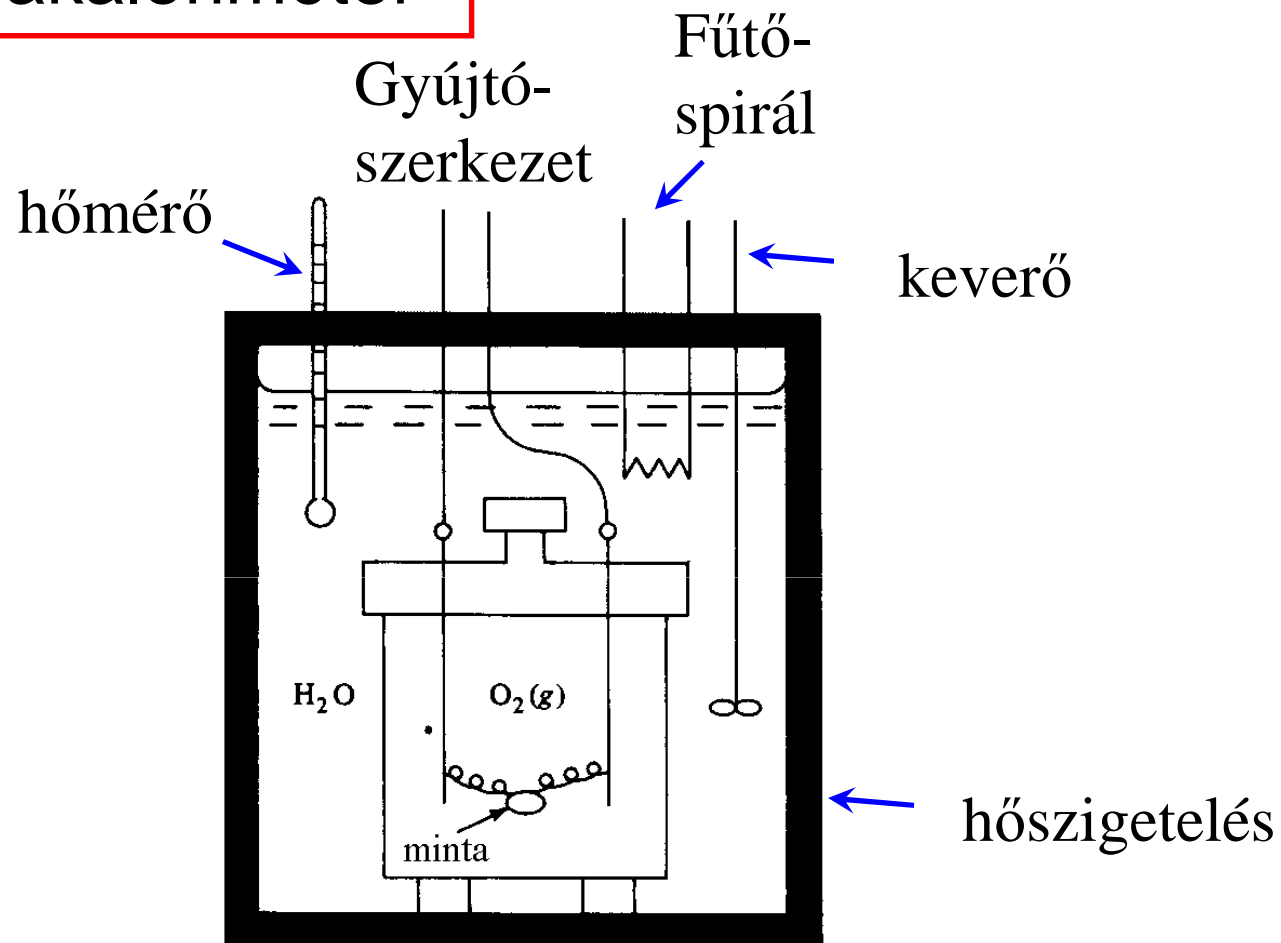 Fűtő-
spirál
Gyújtó-
szerkezet
hőmérő
keverő
H₂O
O₂(g)
minta
hőszigetelés